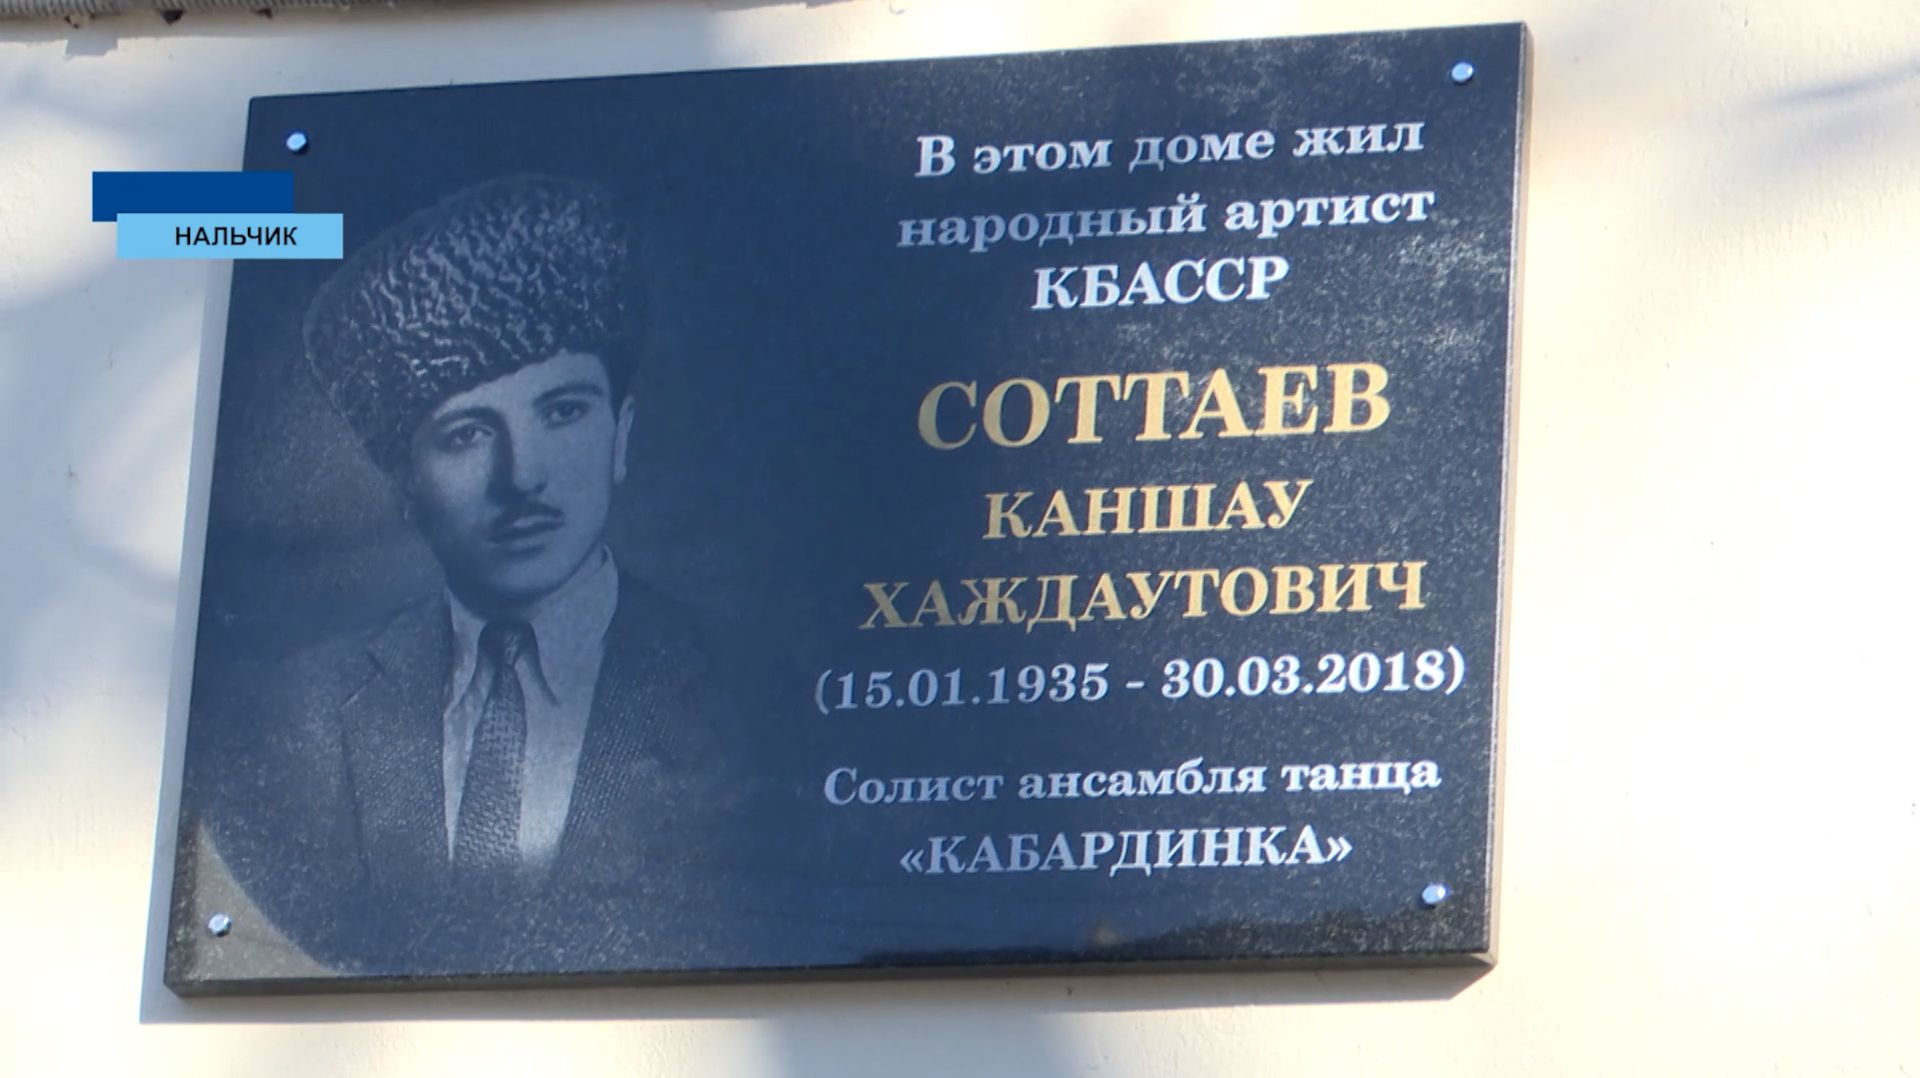 НАЛЬЧИК
В этом доме жил
народный артист
КБАССР
СОТТАЕВ
КАНШАУ
ХАЖДАУТОВИЧ
(15.01.1935 - 30.03.2018)
Солист ансамбля танца
«КАБАРДИНКА»